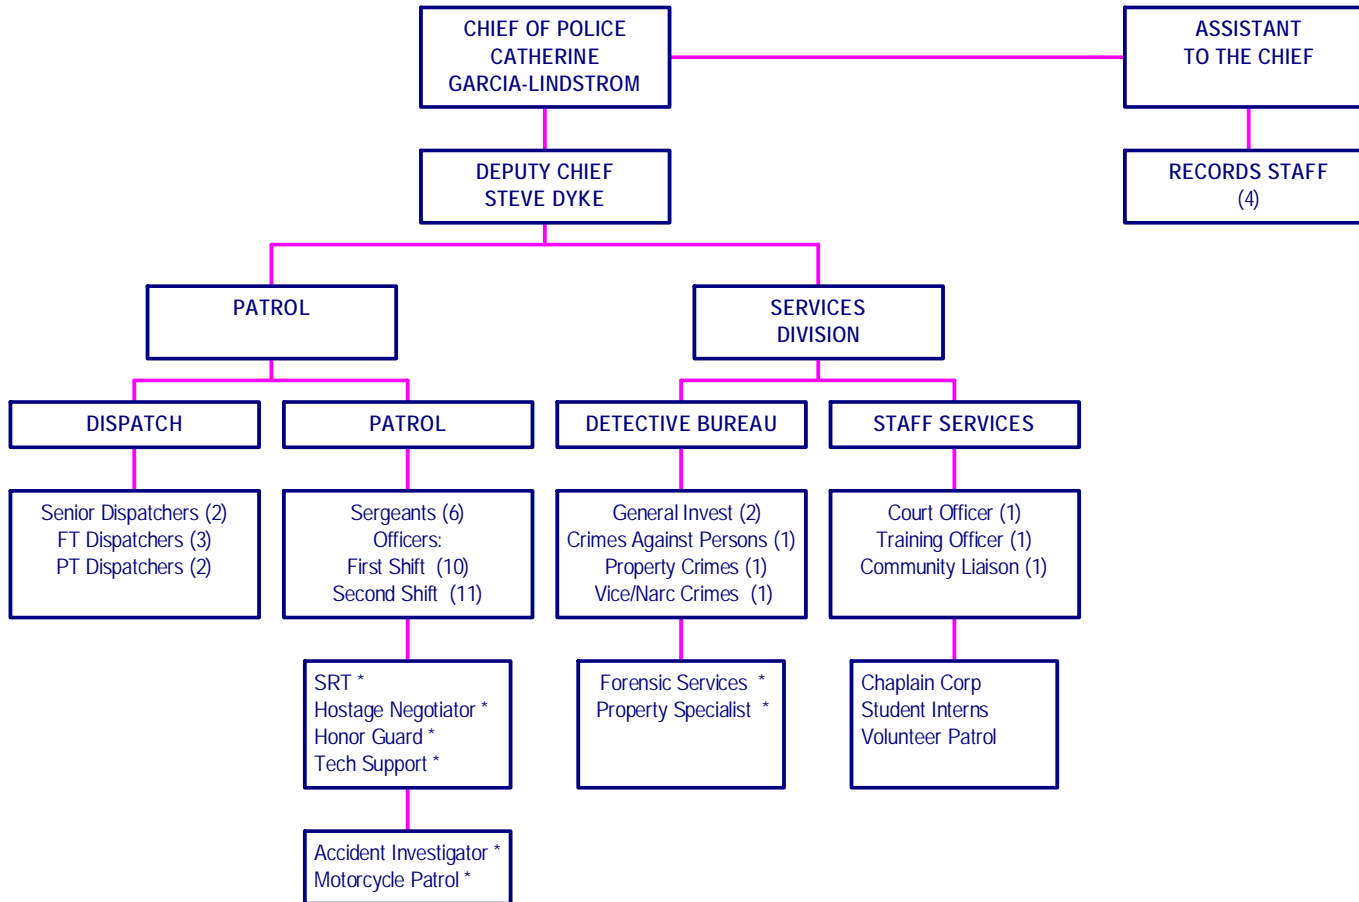 CHIEF OF POLICE
CATHERINE
GARCIA-LINDSTROM
ASSISTANT
TO THE CHIEF
DEPUTY CHIEF
STEVE DYKE
RECORDS STAFF
(4)
PATROL
SERVICES
DIVISION
DISPATCH
PATROL
DETECTIVE BUREAU
STAFF SERVICES
Senior Dispatchers (2)
FT Dispatchers (3)
PT Dispatchers (2)
Sergeants (6)
Officers:
First Shift (10)
Second Shift (11)
General Invest (2)
Crimes Against Persons (1)
Property Crimes (1)
Vice/Narc Crimes (1)
Court Officer (1)
Training Officer (1)
Community Liaison (1)
SRT *
Hostage Negotiator *
Honor Guard *
Tech Support *
Forensic Services *
Property Specialist *
Chaplain Corp
Student Interns
Volunteer Patrol
Accident Investigator *
Motorcycle Patrol *